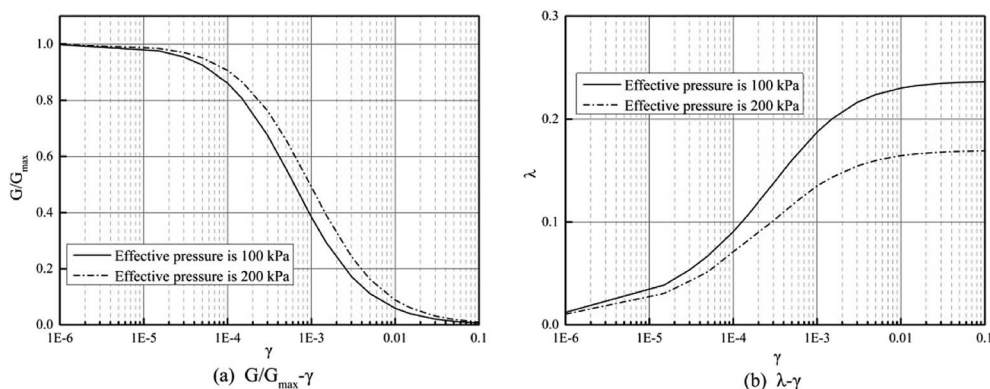 1.0
0.8
0.6
0.4
0.2
0.0
G/Gmax
Effective pressure is 100 kPa
Effective pressure is 200 kPa
1E-6 1E-5 1E-4 1E-3 0.01 0.1
γ
(a) G/Gmax-γ
0.3
0.2
0.1
0.0
λ
Effective pressure is 100 kPa
Effective pressure is 200 kPa
1E-6 1E-5 1E-4 1E-3 0.01 0.1
γ
(b) λ-γ